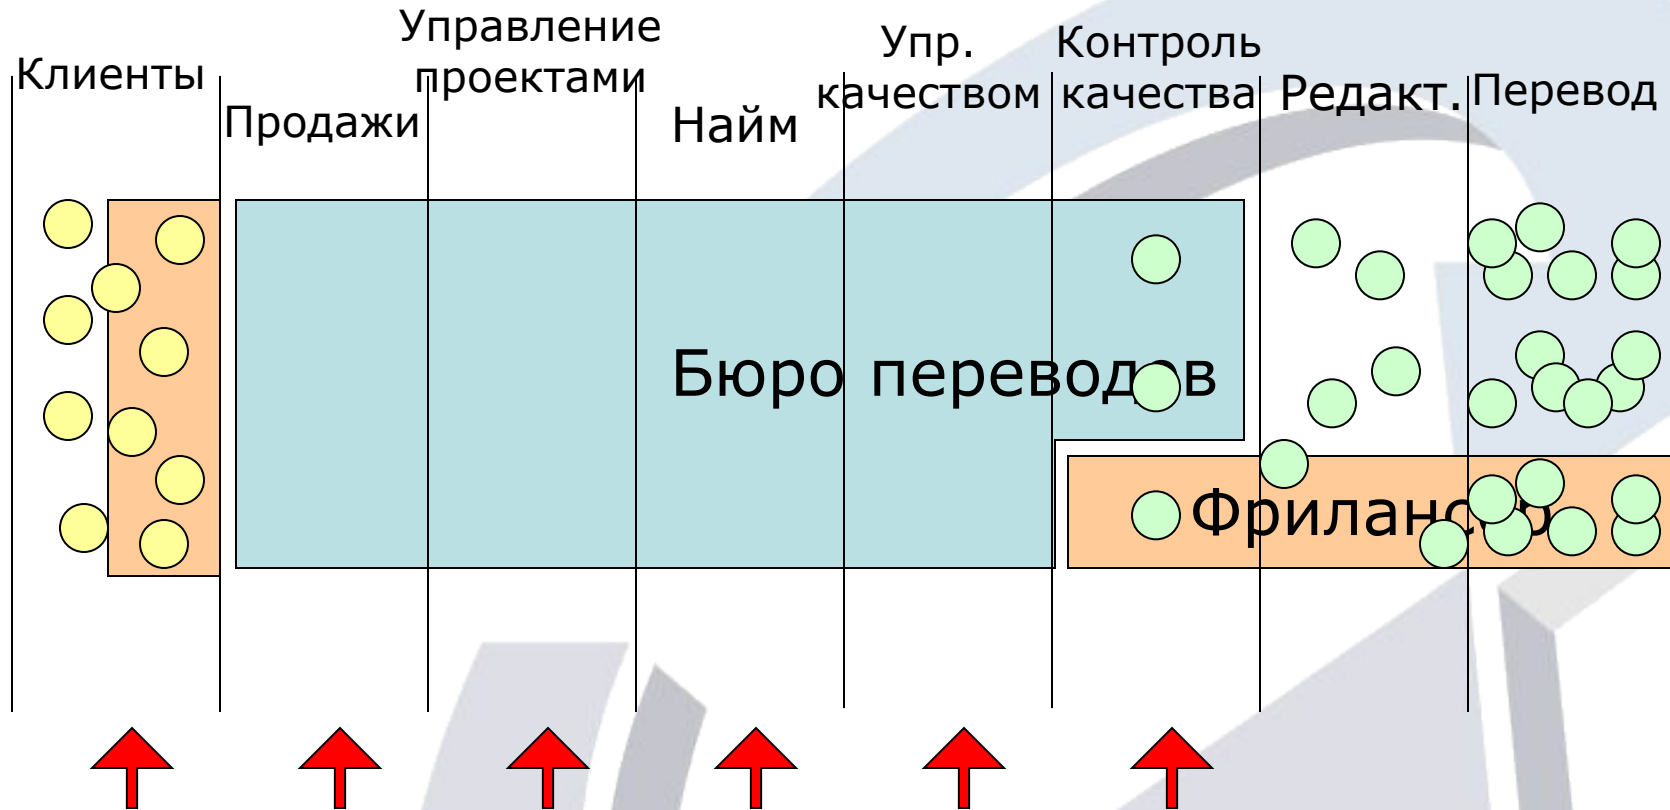 Клиенты
Продажи
Управление
проектами
Найм
Упр.
качеством
Контроль
качества
Редакт.
Перевод
Бюро переводов
Фрилансер